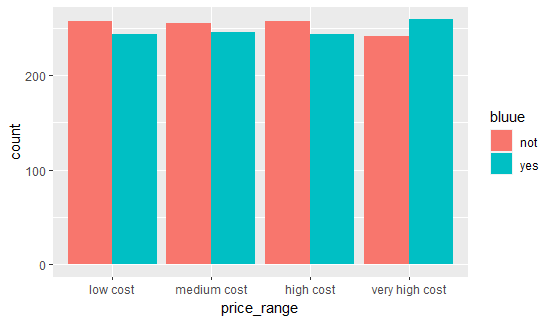 count
200
100
0
low cost
medium cost
high cost
very high cost
price_range
bluue
not
yes